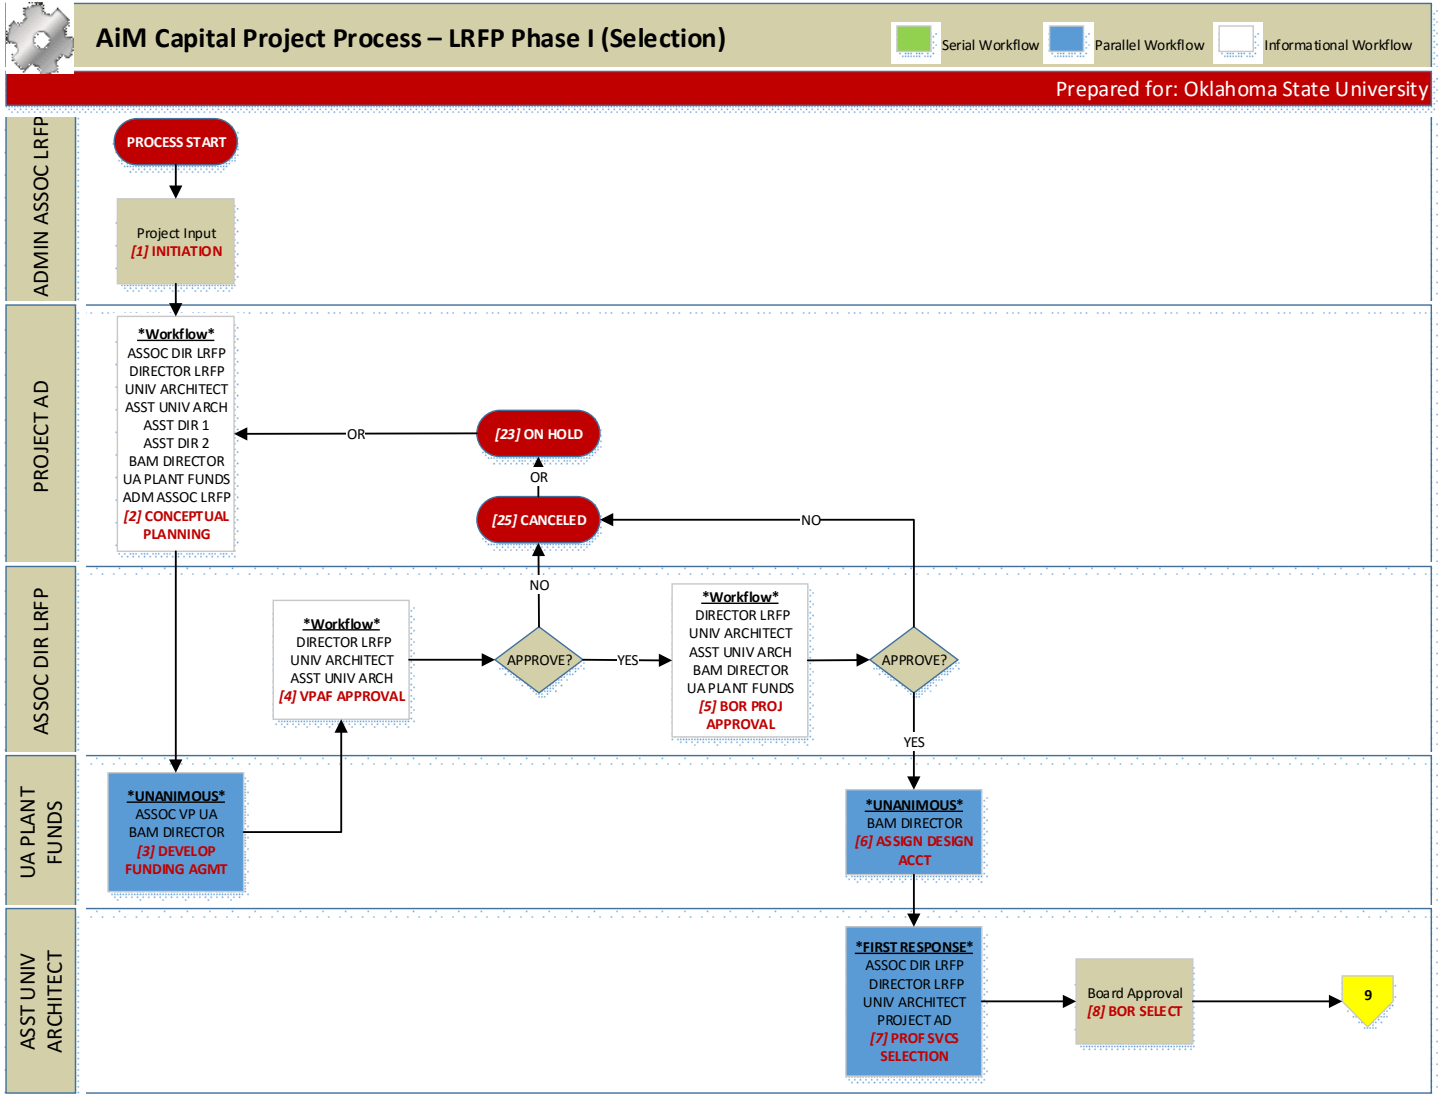 AiM Capital Project Process – LRFP Phase I (Selection)
Serial Workflow
Parallel Workflow
Informational Workflow
Prepared for: Oklahoma State University
ADMIN ASSOC LRFP
PROCESS START
Project Input
[1] INITIATION
PROJECT AD
*Workflow*
ASSOC DIR LRFP
DIRECTOR LRFP
UNIV ARCHITECT
ASST UNIV ARCH
ASST DIR 1
ASST DIR 2
BAM DIRECTOR
UA PLANT FUNDS
ADM ASSOC LRFP
[2] CONCEPTUAL
PLANNING
OR
[23] ON HOLD
OR
[25] CANCELED
NO
NO
ASSOC DIR LRFP
*Workflow*
DIRECTOR LRFP
UNIV ARCHITECT
ASST UNIV ARCH
[4] VPAF APPROVAL
APPROVE?
YES
*Workflow*
DIRECTOR LRFP
UNIV ARCHITECT
ASST UNIV ARCH
BAM DIRECTOR
UA PLANT FUNDS
[5] BOR PROJ
APPROVAL
APPROVE?
YES
UA PLANT
FUNDS
*UNANIMOUS*
ASSOC VP UA
BAM DIRECTOR
[3] DEVELOP
FUNDING AGMT
*UNANIMOUS*
BAM DIRECTOR
[6] ASSIGN DESIGN
ACCT
ASST UNIV
ARCHITECT
*FIRST RESPONSE*
ASSOC DIR LRFP
DIRECTOR LRFP
UNIV ARCHITECT
PROJECT AD
[7] PROF SVCS
SELECTION
Board Approval
[8] BOR SELECT
9